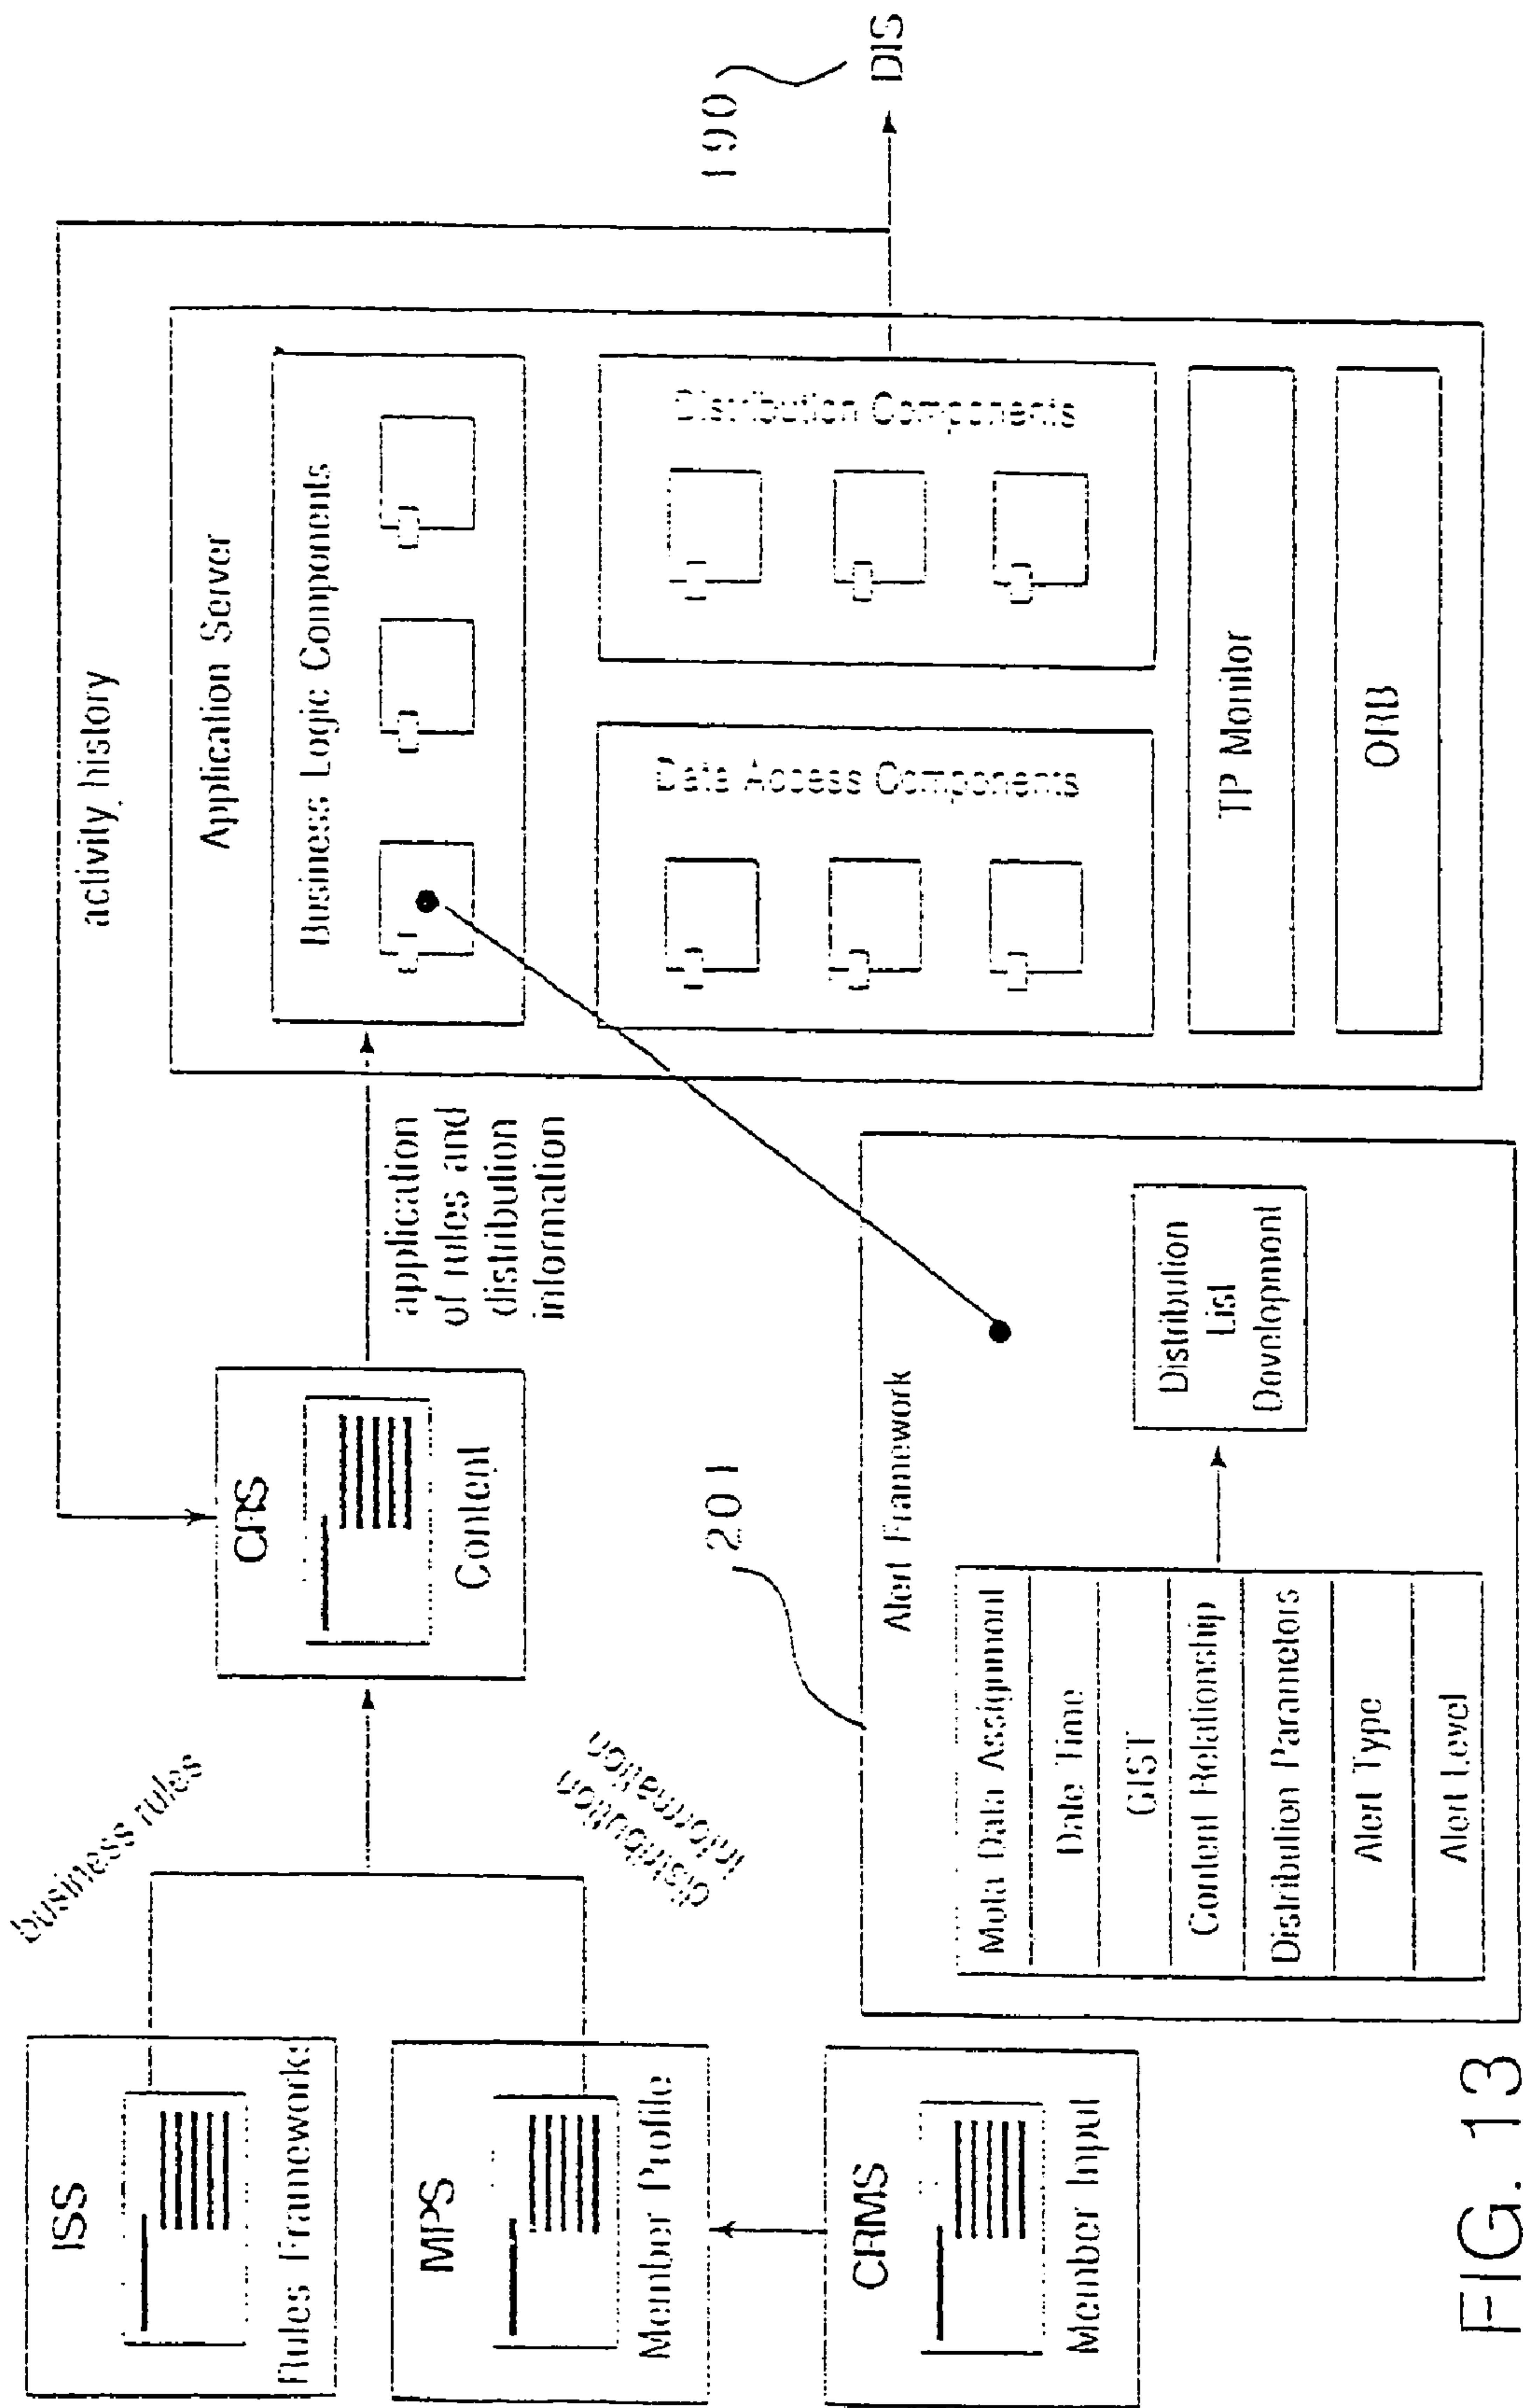 ISS
Rules Framework
business rules
MPS
Member Profile
distribution
information
CRMS
Member Input
CRS
Content
activity history
application
of rules and
distribution
information
Application Server
Business Logic Components
Data Access Components
Distribution Components
TP Monitor
ORB
190
DIS
201
Alert Framework
Meta Data Assignment
Date Time
GIST
Content Relationship
Distribution Parameters
Alert Type
Alert Level
Distribution
List
Development
FIG. 13